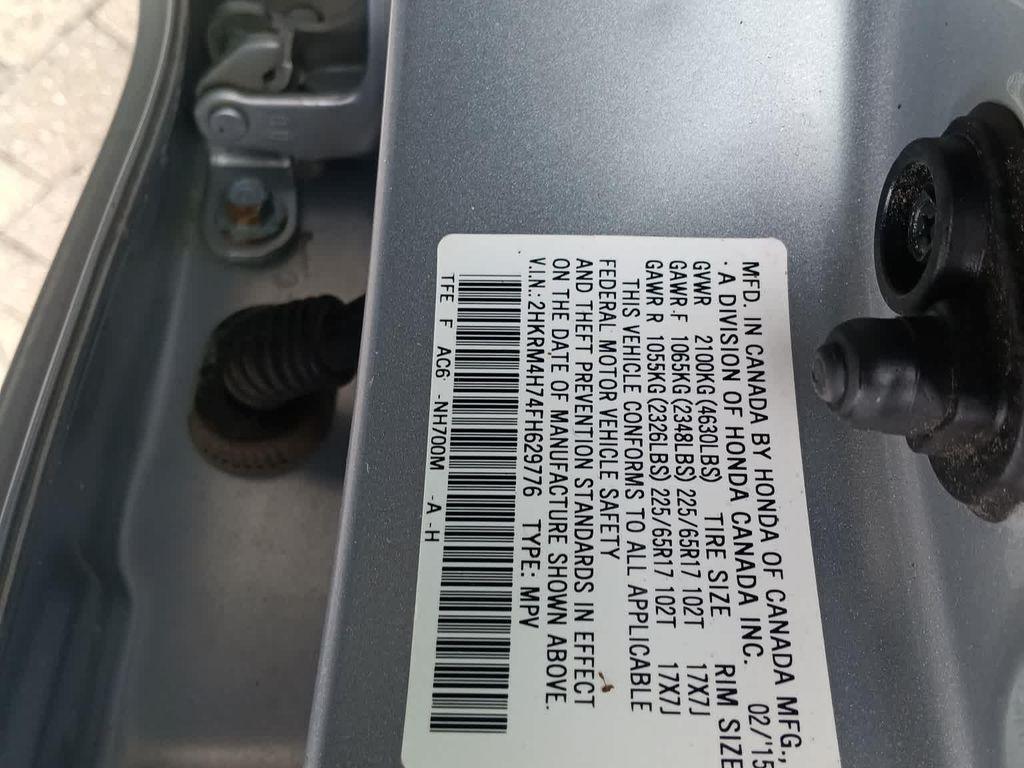 MFD. IN CANADA BY HONDA OF CANADA MFG.,
· A DIVISION OF HONDA CANADA INC. 02/'15
GVWR 2100KG(4630LBS) TIRE SIZE RIM SIZE
GAWR F 1065KG(2348LBS) 225/65R17 102T 17X7J
GAWR R 1055KG(2326LBS) 225/65R17 102T 17X7J
THIS VEHICLE CONFORMS TO ALL APPLICABLE
FEDERAL MOTOR VEHICLE SAFETY
AND THEFT PREVENTION STANDARDS IN EFFECT
ON THE DATE OF MANUFACTURE SHOWN ABOVE.
V.I.N.: 2HKRM4H74FH629776 TYPE: MPV
TFE F AC6 -NH700M -A -H